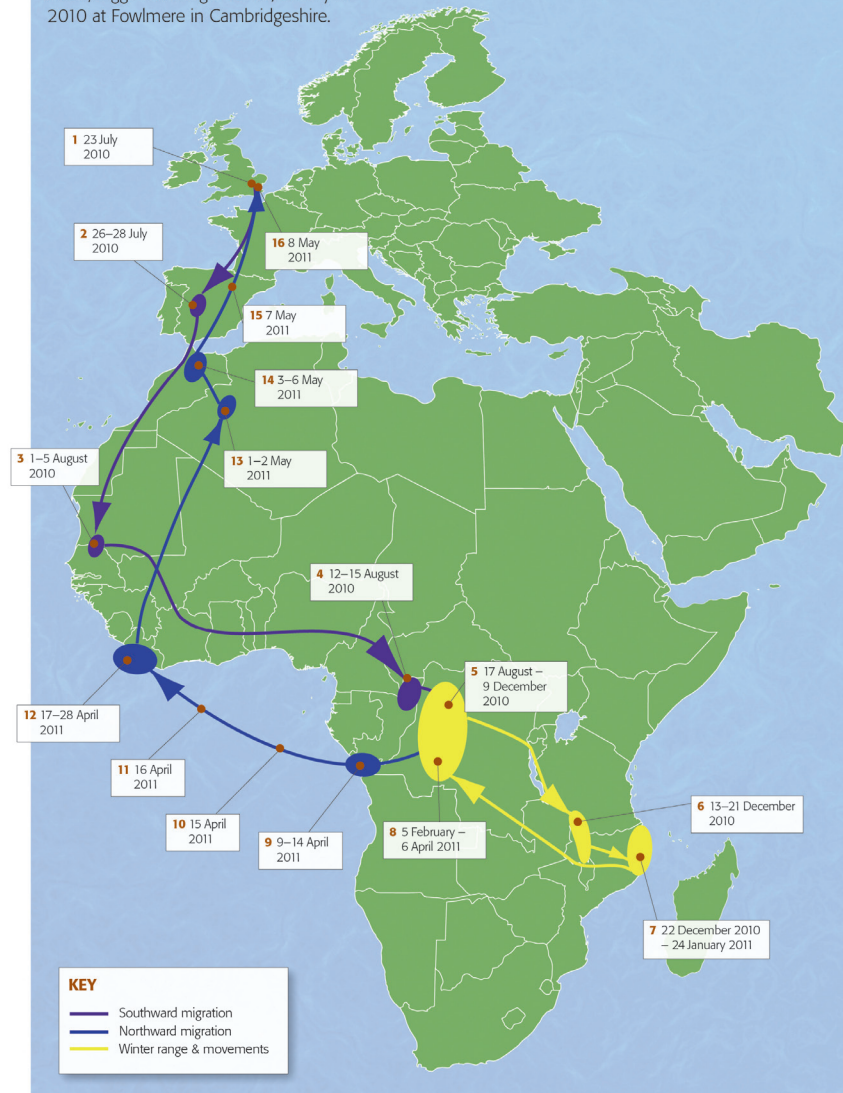 2010 at Fowlmere in Cambridgeshire.
1 23 July
2010
2 26–28 July
2010
16 8 May
2011
15 7 May
2011
14 3–6 May
2011
13 1–2 May
2011
3 1–5 August
2010
4 12–15 August
2010
5 17 August –
9 December
2010
12 17–28 April
2011
11 16 April
2011
10 15 April
2011
9 9–14 April
2011
8 5 February –
6 April 2011
6 13–21 December
2010
7 22 December 2010
– 24 January 2011
KEY
Southward migration
Northward migration
Winter range & movements